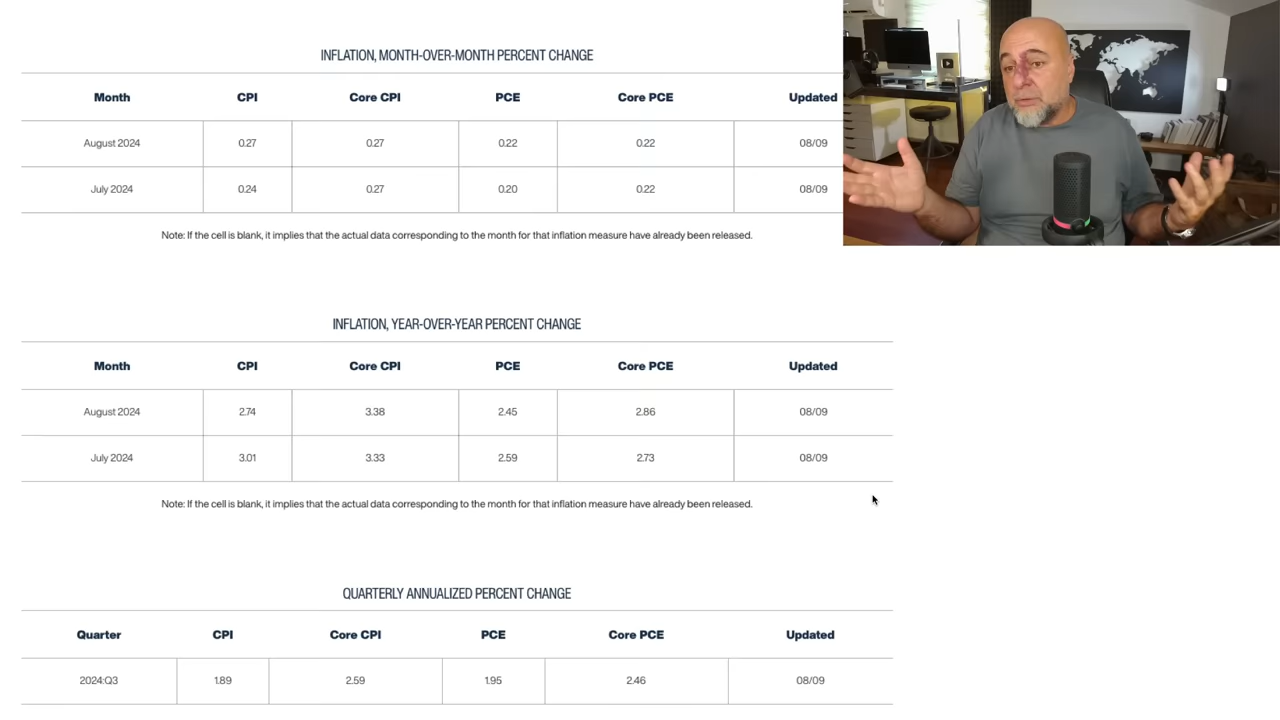 INFLATION, MONTH-OVER-MONTH PERCENT CHANGE
Month CPI Core CPI PCE Core PCE Updated
August 2024 0.27 0.27 0.22 0.22 08/09
July 2024 0.24 0.27 0.20 0.22 08/09
Note: If the cell is blank, it implies that the actual data corresponding to the month for that inflation measure have already been released.
INFLATION, YEAR-OVER-YEAR PERCENT CHANGE
Month CPI Core CPI PCE Core PCE Updated
August 2024 2.74 3.38 2.45 2.86 08/09
July 2024 3.01 3.33 2.59 2.73 08/09
Note: If the cell is blank, it implies that the actual data corresponding to the month for that inflation measure have already been released.
QUARTERLY ANNUALIZED PERCENT CHANGE
Quarter CPI Core CPI PCE Core PCE Updated
2024:Q3 1.89 2.59 1.95 2.46 08/09